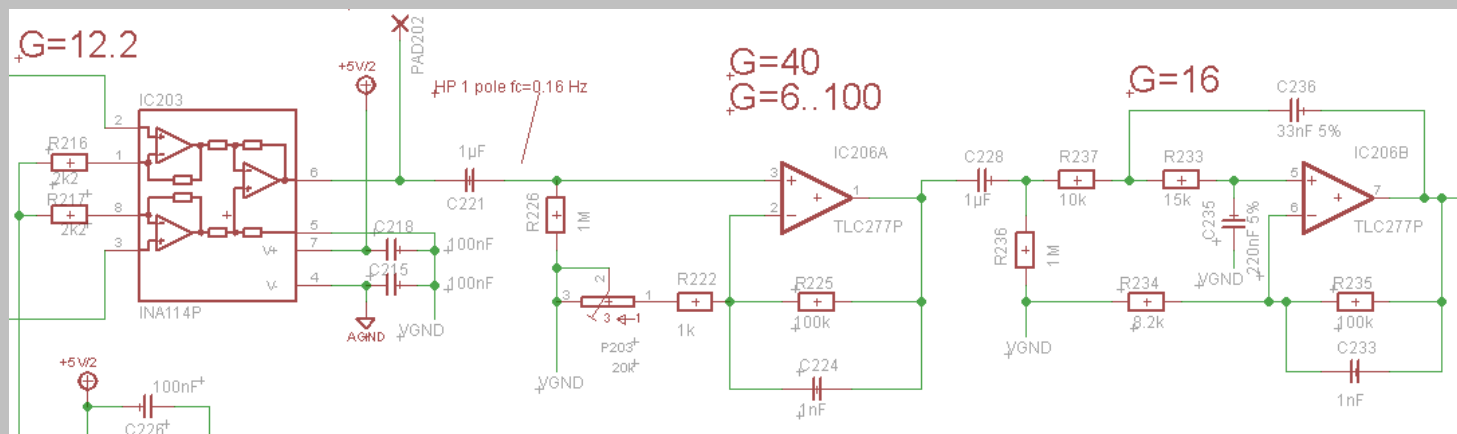 G=12.2
G=40
G=6..100
G=16
PAD202
+5V/2
HP 1 pole fc=0.16 Hz
IC203
2
R216
1
2k2
R217
8
2k2
3
6
5
V+
7
V-
4
INA114P
C218
100nF
C215
100nF
AGND
VGND
1µF
C221
R226
1M
2
3
1
3
1
P203
20k
VGND
R222
1k
IC206A
3
+
2
-
1
TLC277P
R225
100k
C224
1nF
C228
1µF
R237
10k
R233
15k
C236
33nF 5%
R236
1M
VGND
C235
220nF 5%
VGND
IC206B
5
+
6
-
7
TLC277P
R234
8.2k
R235
100k
C233
1nF
+5V/2
100nF
C226